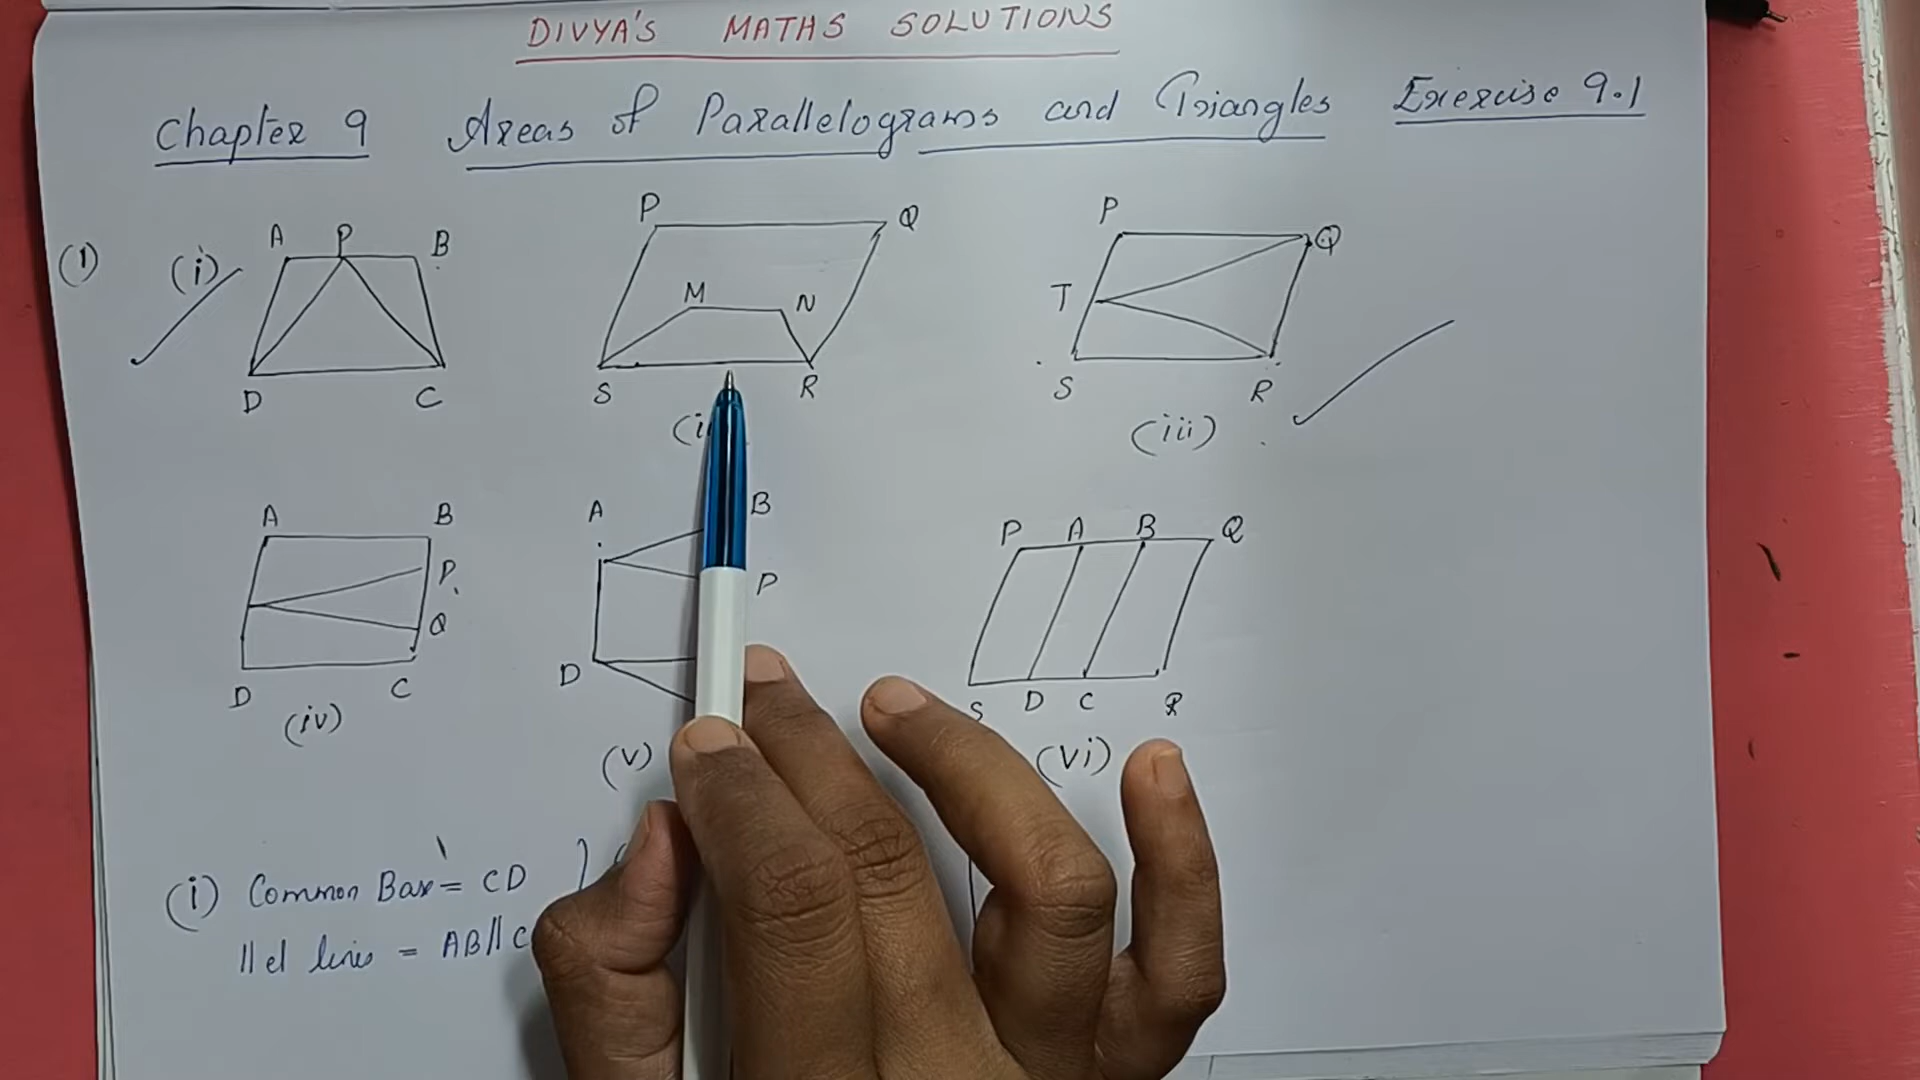 DIVYA'S MATHS SOLUTIONS
Chapter 9 Areas of Parallelograms and Triangles Exercise 9.1
(1) (i) A P B
D C
P Q
M N
S R
P Q
T
S R
(iii)
A B
P
Q
D C
(iv)
A B
P
D
(v)
P A B Q
S D C R
(vi)
(i) Common Base = CD
||el lines = AB||C